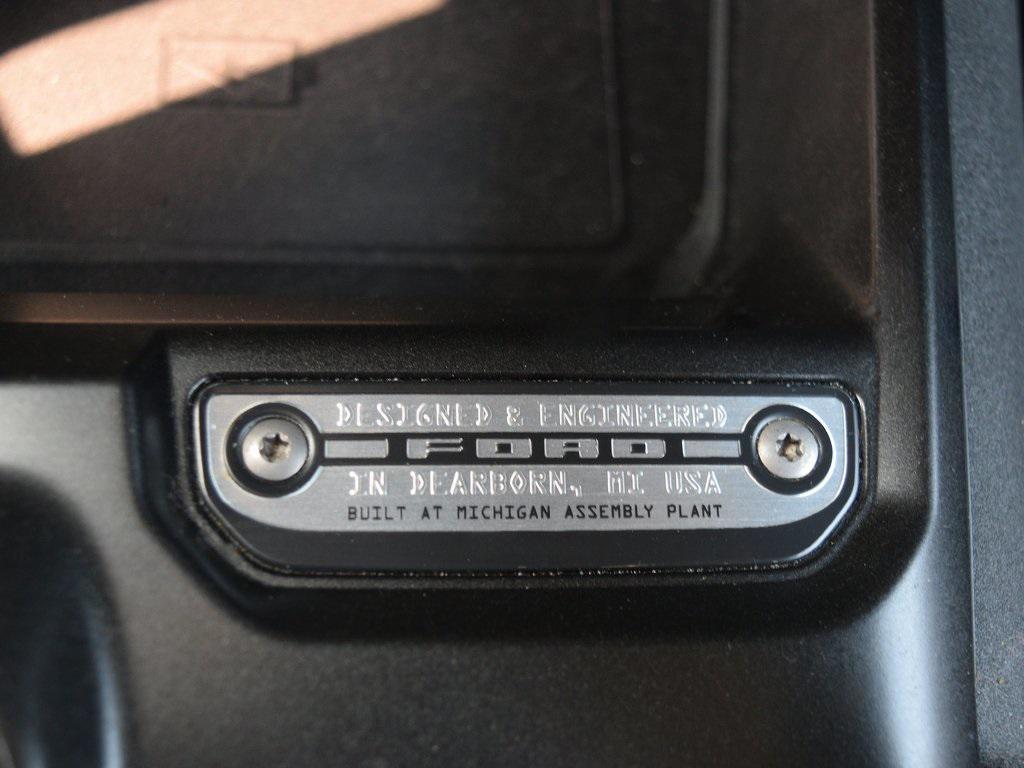 DESIGNED & ENGINEERED
FORD
IN DEARBORN, MI USA
BUILT AT MICHIGAN ASSEMBLY PLANT